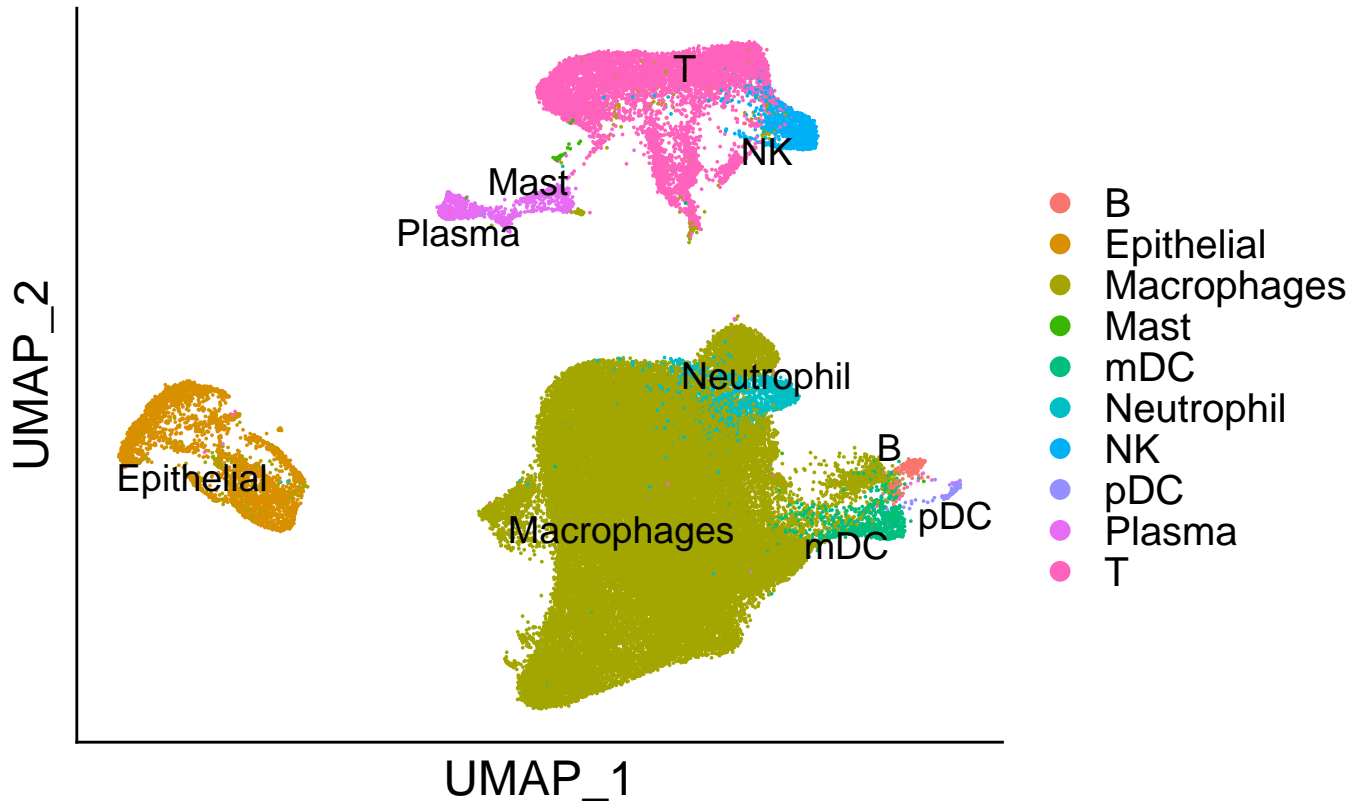 T
NK
Mast
Plasma
Neutrophil
B
Epithelial
Macrophages
pDC
mDC
UMAP_2
UMAP_1
B
Epithelial
Macrophages
Mast
mDC
Neutrophil
NK
pDC
Plasma
T